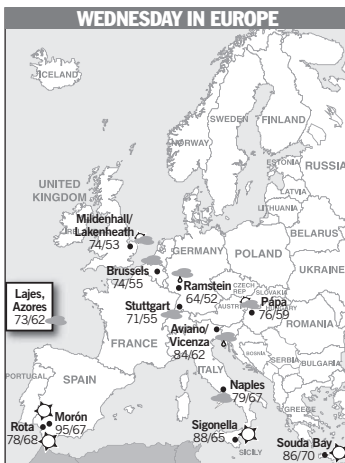 WEDNESDAY IN EUROPE
ICELAND
SWEDEN
FINLAND
NORWAY
ESTONIA
RUSSIA
LATVIA
LITHUANIA
UNITED
KINGDOM
Mildenhall/
Lakenheath
74/53
BELARUS
GERMANY
POLAND
Brussels
74/55
UKRAINE
Ramstein
64/52
CZECH
REP
SLOVAKIA
Lajes,
Azores
73/62
Stuttgart
71/55
Pápa
76/59
FRANCE
Aviano/
Vicenza
84/62
ROMANIA
BOSNIA
SERBIA
BULGARIA
ITALY
PORTUGAL
SPAIN
Naples
79/67
GREECE
Morón
95/67
Rota
78/68
Sigonella
88/65
SICILY
Souda Bay
86/70